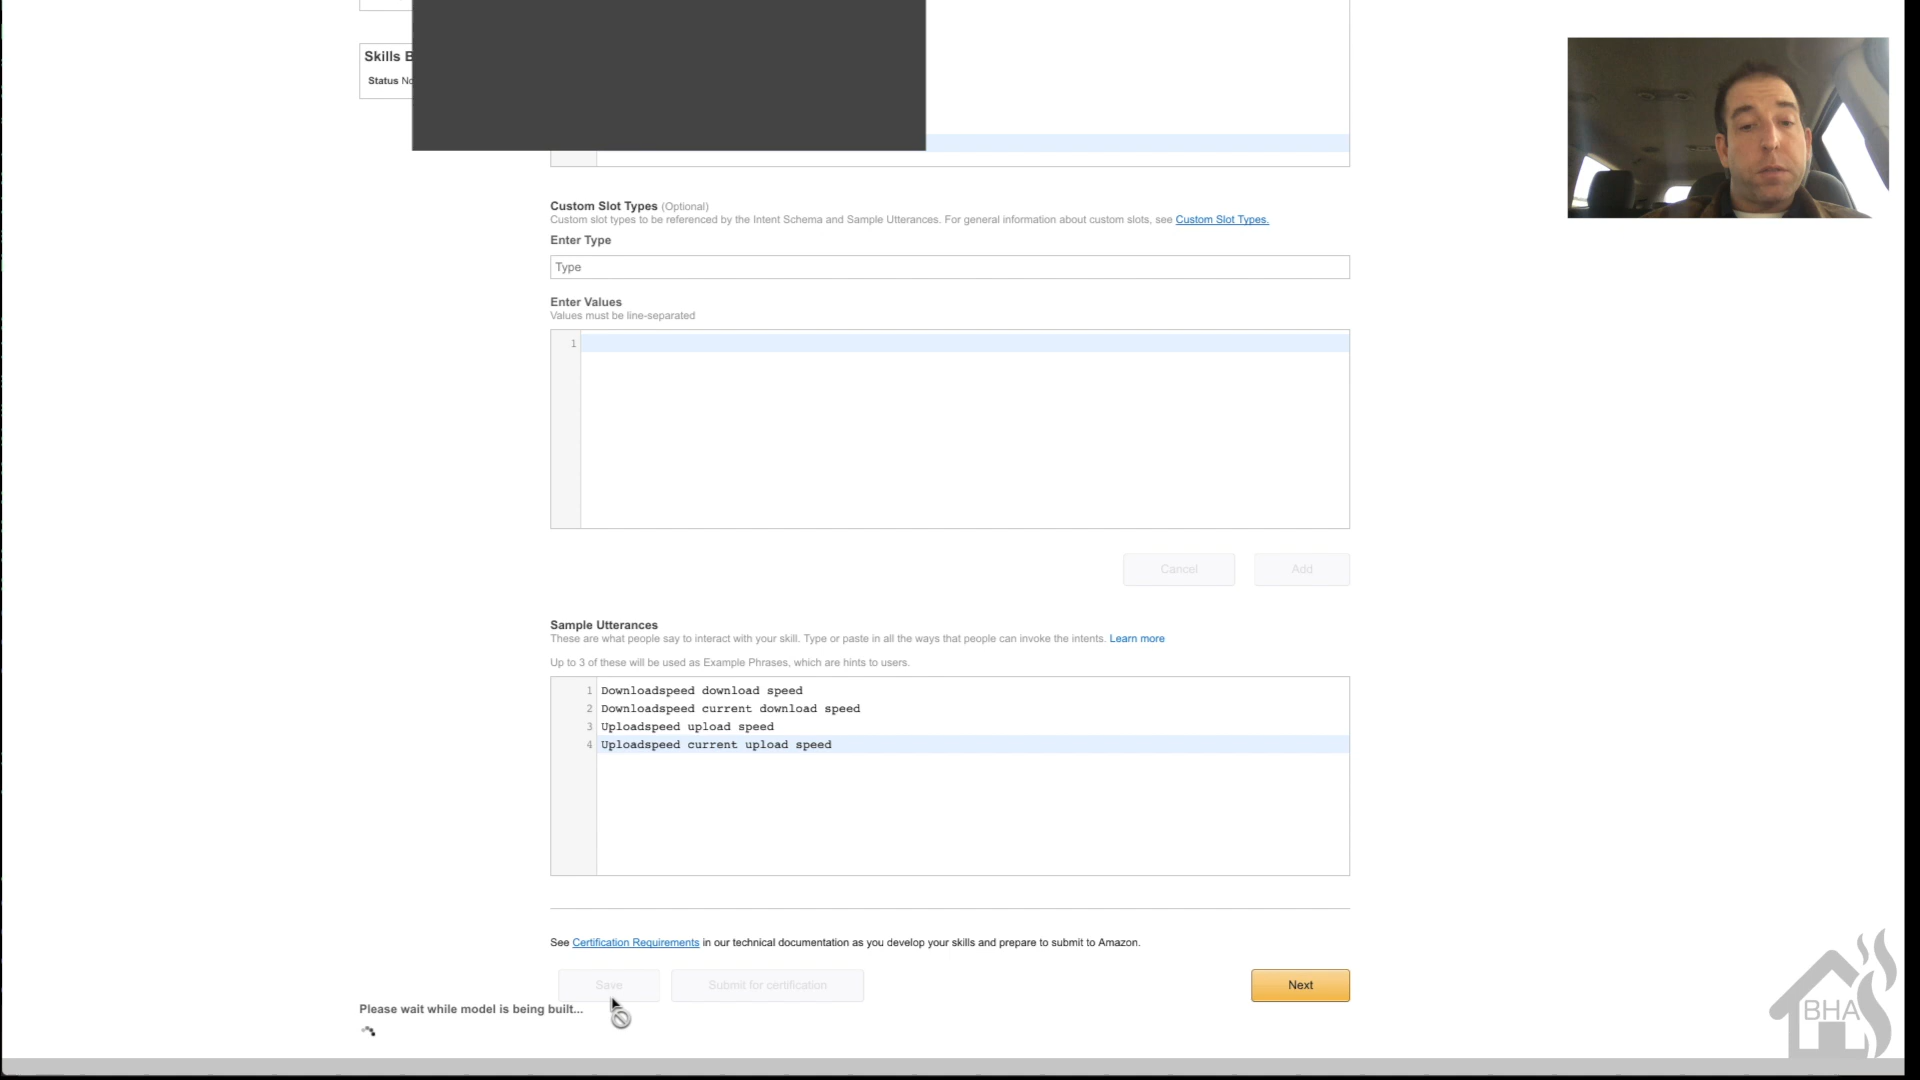 Skills B
Status No
Custom Slot Types (Optional)
Custom slot types to be referenced by the Intent Schema and Sample Utterances. For general information about custom slots, see Custom Slot Types.
Enter Type
Type
Enter Values
Values must be line-separated
1
Cancel
Add
Sample Utterances
These are what people say to interact with your skill. Type or paste in all the ways that people can invoke the intents. Learn more
Up to 3 of these will be used as Example Phrases, which are hints to users.
1 Downloadspeed download speed
2 Downloadspeed current download speed
3 Uploadspeed upload speed
4 Uploadspeed current upload speed
See Certification Requirements in our technical documentation as you develop your skills and prepare to submit to Amazon.
Save
Submit for certification
Next
Please wait while model is being built...
BHA